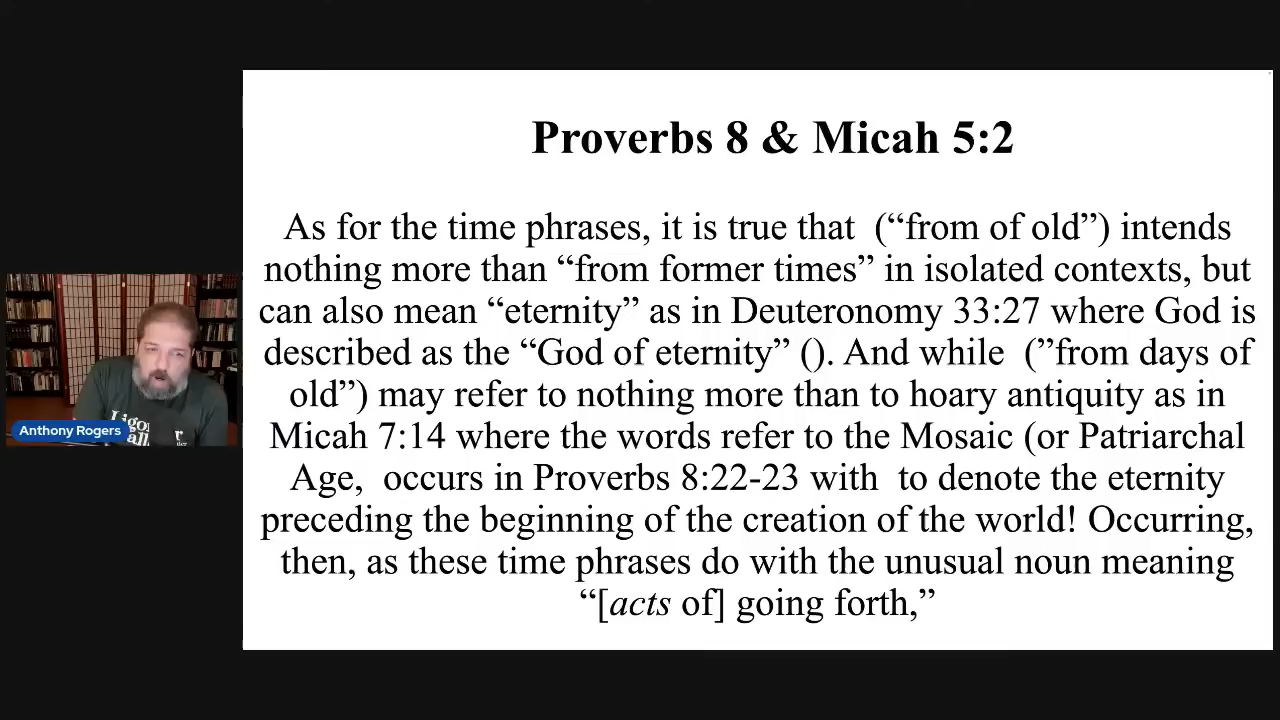 Proverbs 8 & Micah 5:2
As for the time phrases, it is true that  (“from of old”) intends
nothing more than “from former times” in isolated contexts, but
can also mean “eternity” as in Deuteronomy 33:27 where God is
described as the “God of eternity” (). And while  (”from days of
old”) may refer to nothing more than to hoary antiquity as in
Micah 7:14 where the words refer to the Mosaic (or Patriarchal
Age,  occurs in Proverbs 8:22-23 with  to denote the eternity
preceding the beginning of the creation of the world! Occurring,
then, as these time phrases do with the unusual noun meaning
“[acts of] going forth,”
Anthony Rogers